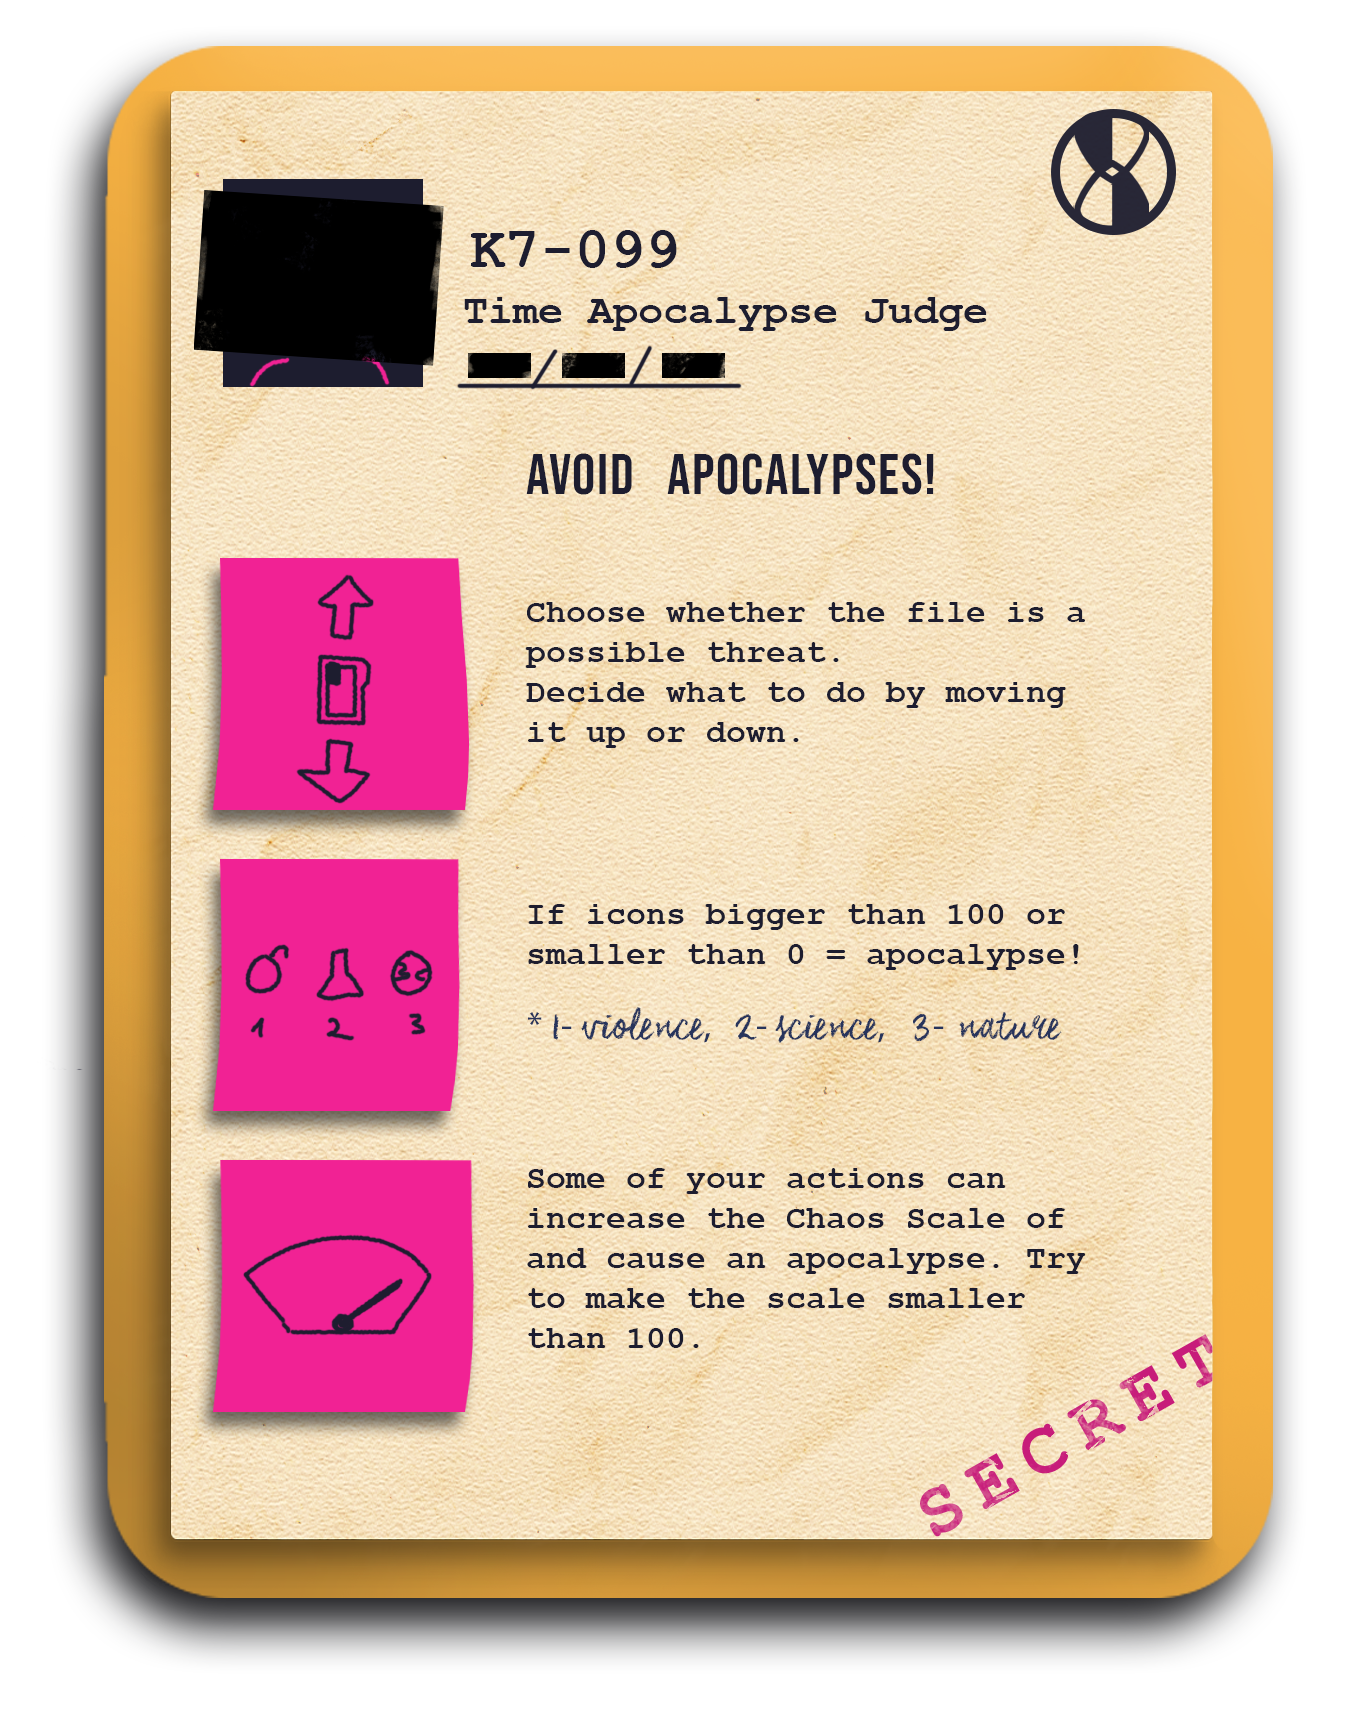 K7-099
Time Apocalypse Judge
AVOID APOCALYPSES!
Choose whether the file is a
possible threat.
Decide what to do by moving
it up or down.
1 2 3
If icons bigger than 100 or
smaller than 0 = apocalypse!
* 1- violence, 2- science, 3- nature
Some of your actions can
increase the Chaos Scale of
and cause an apocalypse. Try
to make the scale smaller
than 100.
SECRET